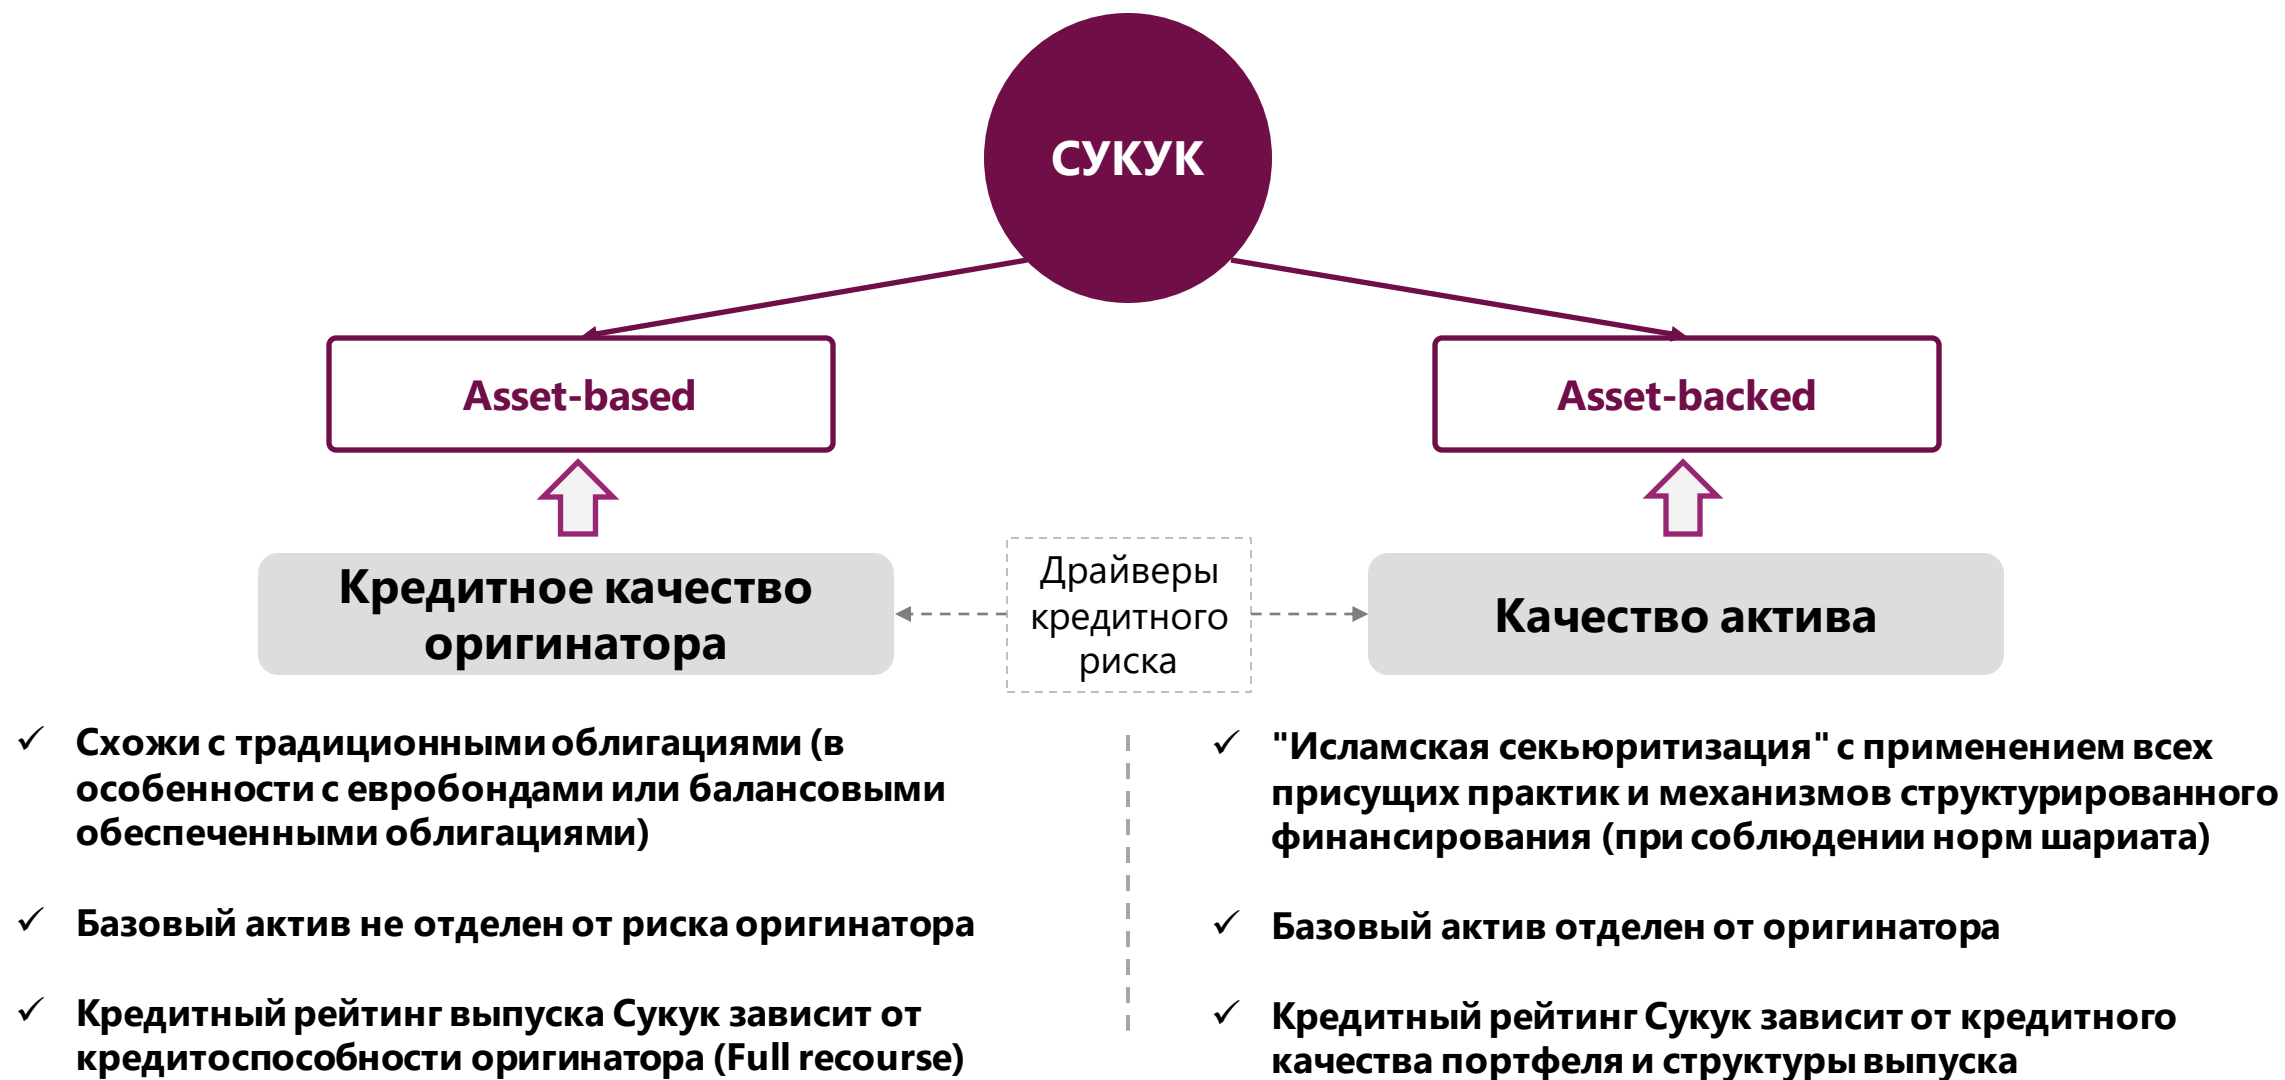 СУКУК
Asset-based
Asset-backed
Кредитное качество
оригинатора
Драйверы
кредитного
риска
Качество актива
Схожи с традиционными облигациями (в
особенности с евробондами или балансовыми
обеспеченными облигациями)
Базовый актив не отделен от риска оригинатора
Кредитный рейтинг выпуска Сукук зависит от
кредитоспособности оригинатора (Full recourse)
"Исламская секьюритизация" с применением всех
присущих практик и механизмов структурированного
финансирования (при соблюдении норм шариата)
Базовый актив отделен от оригинатора
Кредитный рейтинг Сукук зависит от кредитного
качества портфеля и структуры выпуска